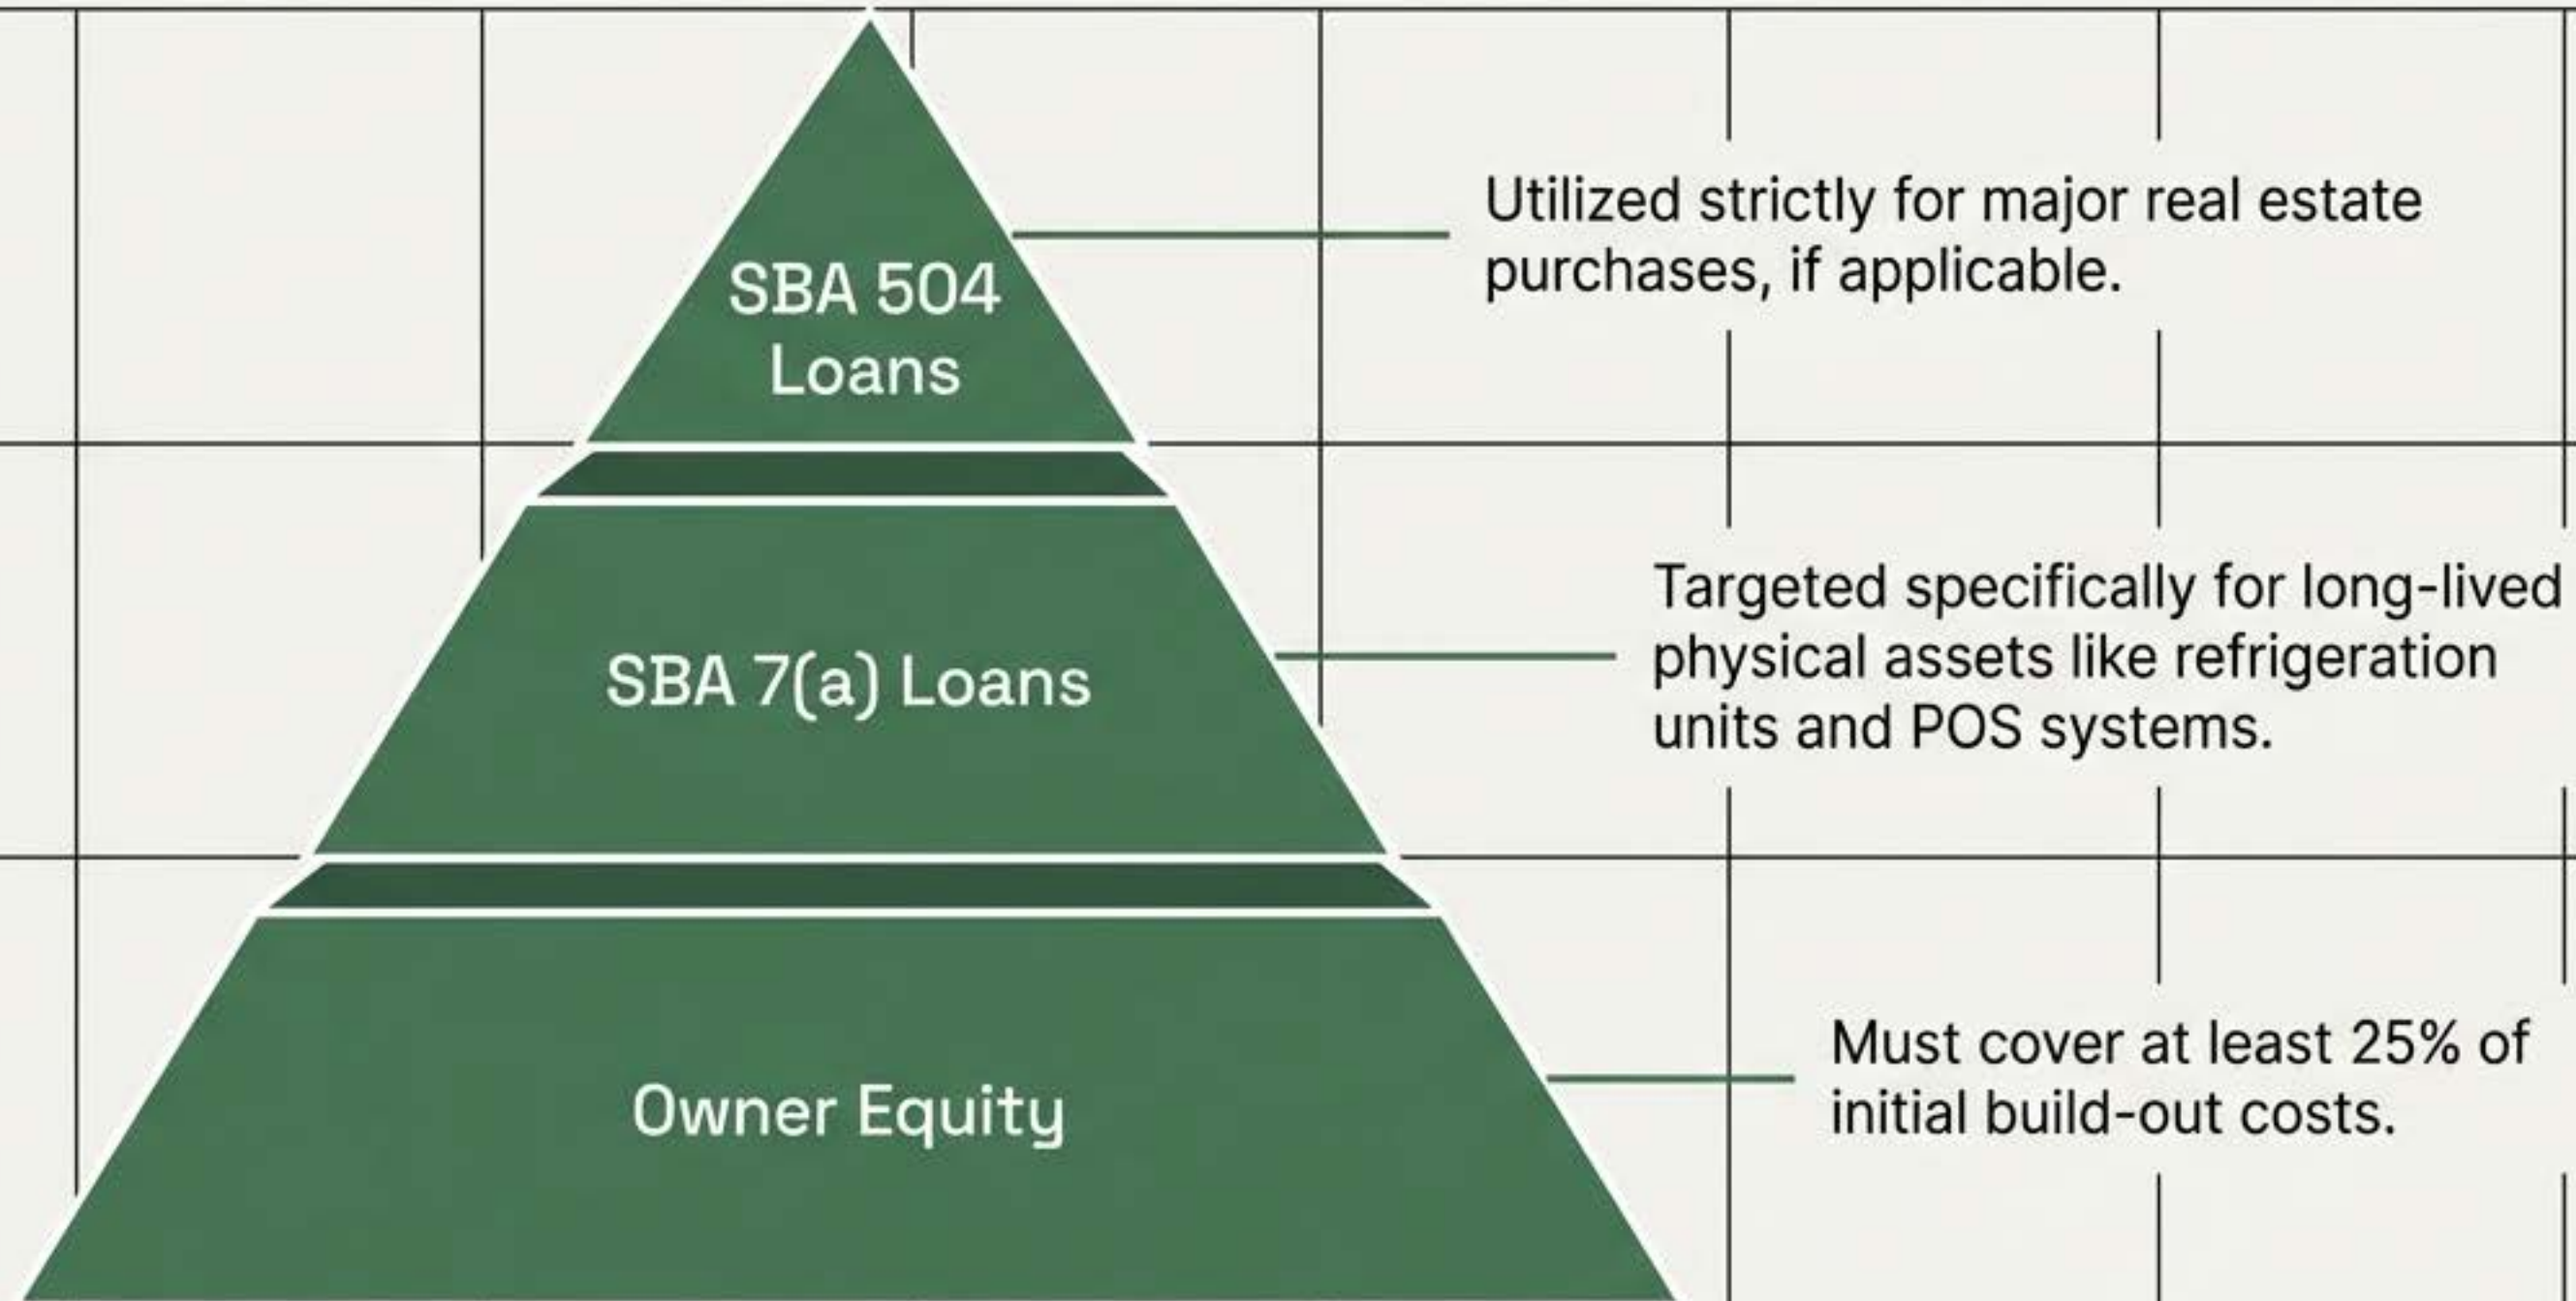 SBA 504
Loans
Utilized strictly for major real estate
purchases, if applicable.
SBA 7(a) Loans
Targeted specifically for long-lived
physical assets like refrigeration
units and POS systems.
Owner Equity
Must cover at least 25% of
initial build-out costs.